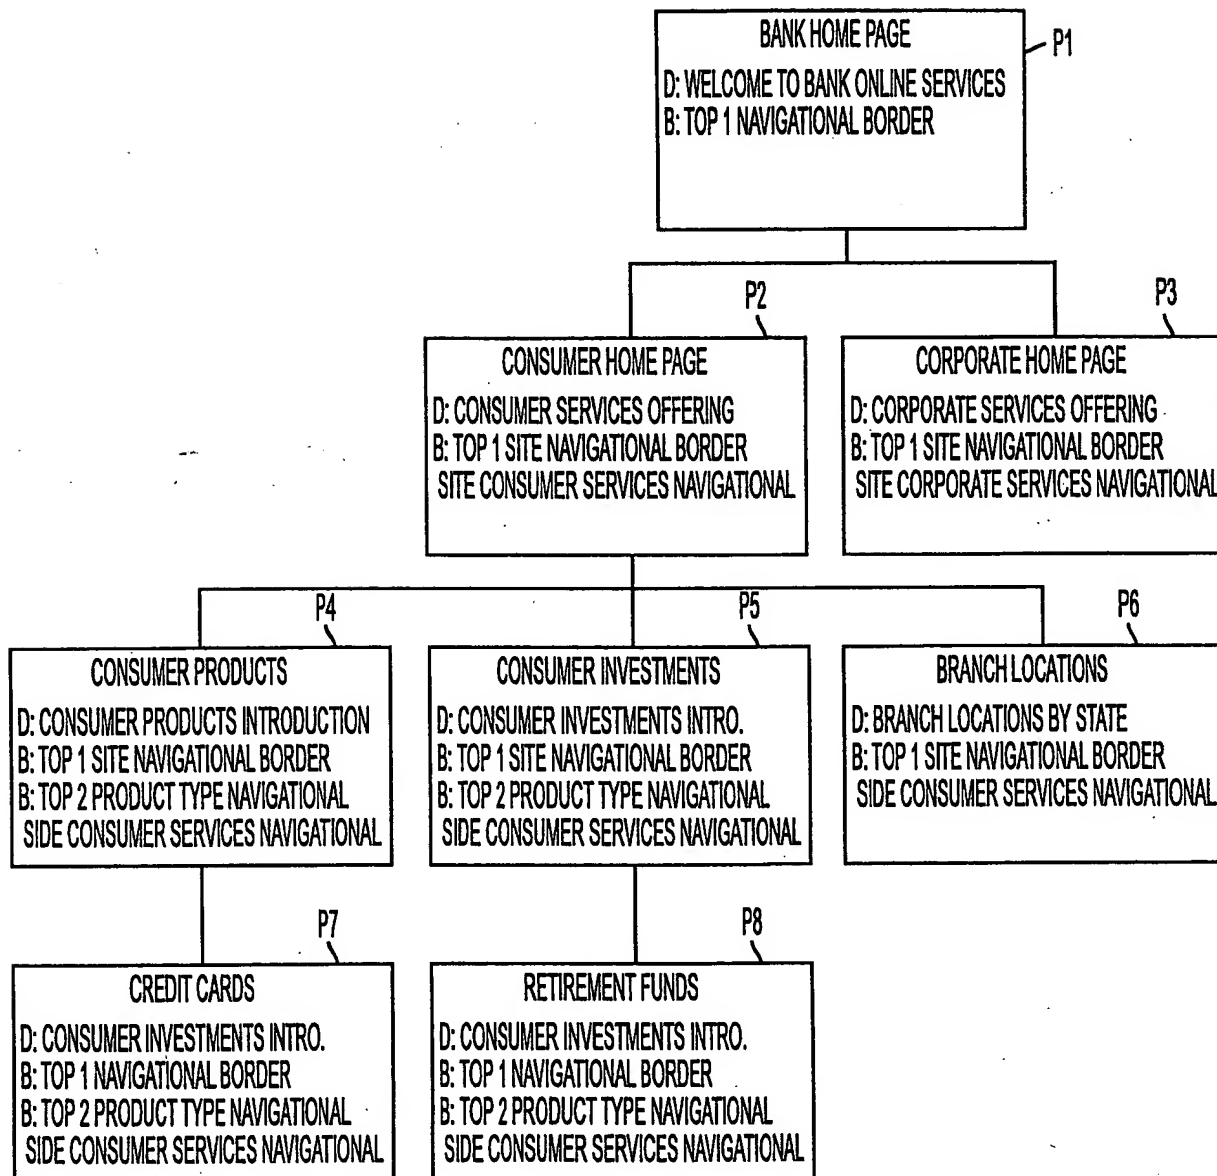 BANK HOME PAGE
P1
D: WELCOME TO BANK ONLINE SERVICES
B: TOP 1 NAVIGATIONAL BORDER
P2
CONSUMER HOME PAGE
D: CONSUMER SERVICES OFFERING
B: TOP 1 SITE NAVIGATIONAL BORDER
SITE CONSUMER SERVICES NAVIGATIONAL
P3
CORPORATE HOME PAGE
D: CORPORATE SERVICES OFFERING
B: TOP 1 SITE NAVIGATIONAL BORDER
SITE CORPORATE SERVICES NAVIGATIONAL
P4
CONSUMER PRODUCTS
D: CONSUMER PRODUCTS INTRODUCTION
B: TOP 1 SITE NAVIGATIONAL BORDER
B: TOP 2 PRODUCT TYPE NAVIGATIONAL
SIDE CONSUMER SERVICES NAVIGATIONAL
P5
CONSUMER INVESTMENTS
D: CONSUMER INVESTMENTS INTRO.
B: TOP 1 SITE NAVIGATIONAL BORDER
B: TOP 2 PRODUCT TYPE NAVIGATIONAL
SIDE CONSUMER SERVICES NAVIGATIONAL
P6
BRANCH LOCATIONS
D: BRANCH LOCATIONS BY STATE
B: TOP 1 SITE NAVIGATIONAL BORDER
SIDE CONSUMER SERVICES NAVIGATIONAL
P7
CREDIT CARDS
D: CONSUMER INVESTMENTS INTRO.
B: TOP 1 NAVIGATIONAL BORDER
B: TOP 2 PRODUCT TYPE NAVIGATIONAL
SIDE CONSUMER SERVICES NAVIGATIONAL
P8
RETIREMENT FUNDS
D: CONSUMER INVESTMENTS INTRO.
B: TOP 1 NAVIGATIONAL BORDER
B: TOP 2 PRODUCT TYPE NAVIGATIONAL
SIDE CONSUMER SERVICES NAVIGATIONAL